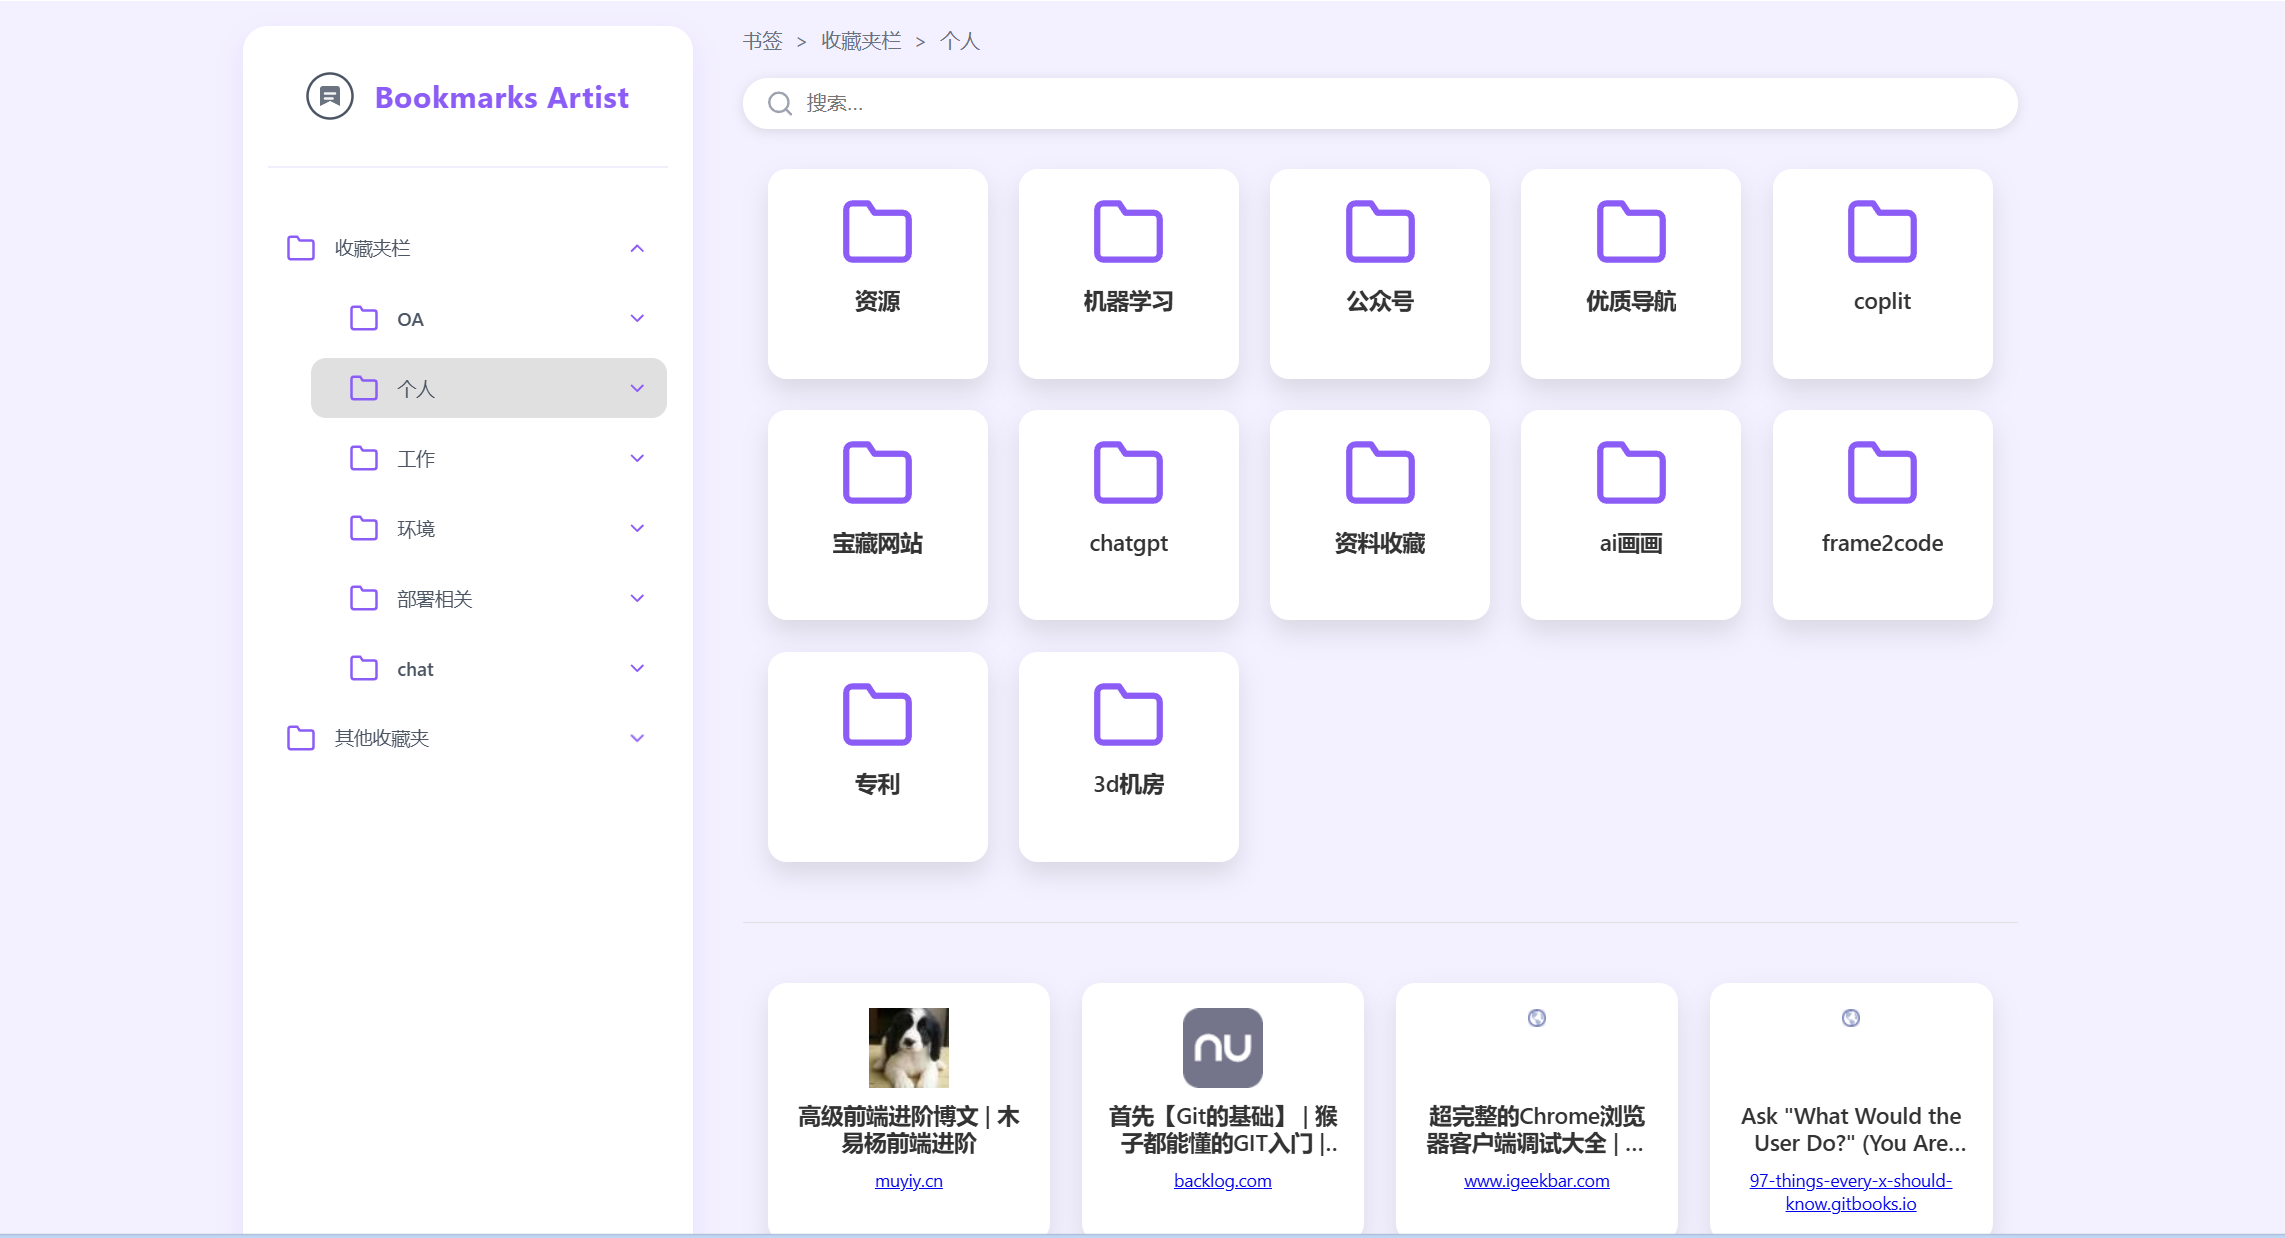 Bookmarks Artist
收藏夹栏
OA
个人
工作
环境
部署相关
chat
其他收藏夹
书签 > 收藏夹栏 > 个人
搜索...
资源
机器学习
公众号
优质导航
coplit
宝藏网站
chatgpt
资料收藏
ai画画
frame2code
专利
3d机房
高级前端进阶博文 | 木
易杨前端进阶
muyiy.cn
首先【Git的基础】 | 猴
子都能懂的GIT入门 |..
backlog.com
超完整的Chrome浏览
器客户端调试大全 | ...
www.igeekbar.com
Ask "What Would the
User Do?" (You Are...
97-things-every-x-should-
know.gitbooks.io